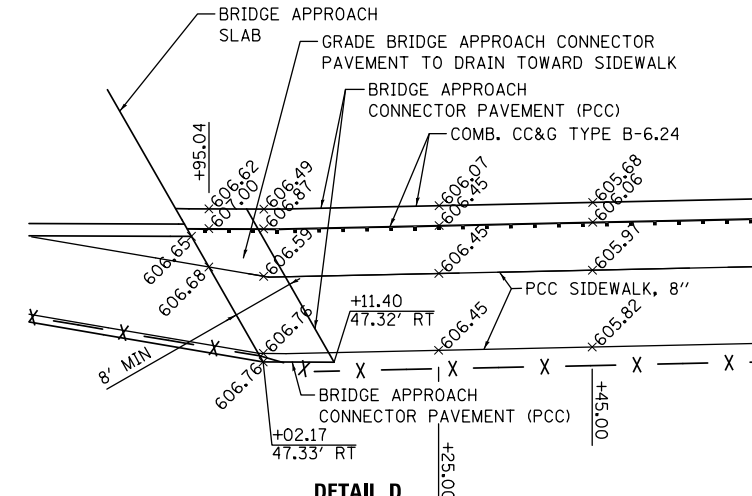 BRIDGE APPROACH
SLAB
GRADE BRIDGE APPROACH CONNECTOR
PAVEMENT TO DRAIN TOWARD SIDEWALK
BRIDGE APPROACH
CONNECTOR PAVEMENT (PCC)
COMB. CC&G TYPE B-6.24
+95.04
606.62
607.00
606.49
606.87
606.07
606.45
605.68
606.06
606.65
606.68
606.59
606.45
605.97
PCC SIDEWALK, 8"
606.76
+11.40
47.32' RT
606.45
605.82
8' MIN
606.76
BRIDGE APPROACH
CONNECTOR PAVEMENT (PCC)
+02.17
47.33' RT
+25.00
+45.00
DETAIL D